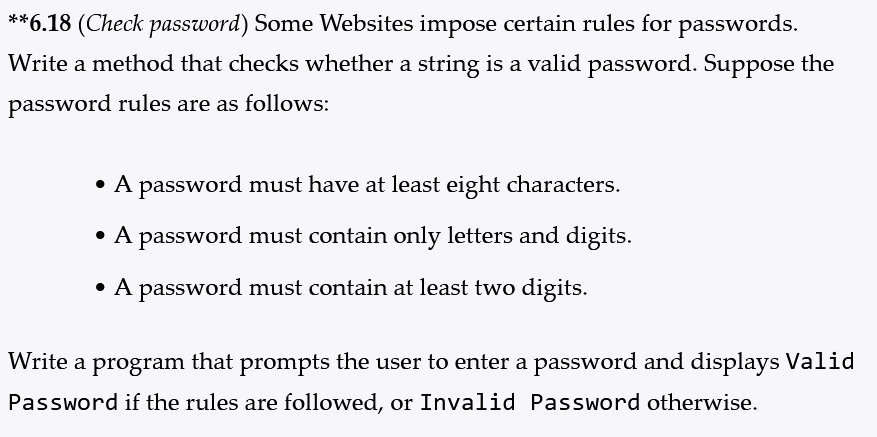 **6.18 (Check password) Some Websites impose certain rules for passwords.
Write a method that checks whether a string is a valid password. Suppose the
password rules are as follows:
• A password must have at least eight characters.
• A password must contain only letters and digits.
• A password must contain at least two digits.
Write a program that prompts the user to enter a password and displays Valid
Password if the rules are followed, or Invalid Password otherwise.